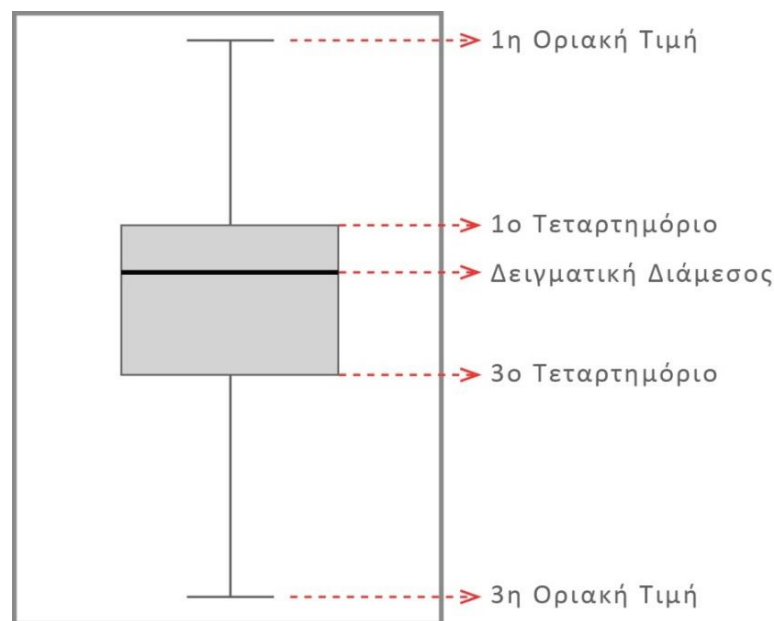 1η Οριακή Τιμή
1ο Τεταρτημόριο
Δειγματική Διάμεσος
3ο Τεταρτημόριο
3η Οριακή Τιμή